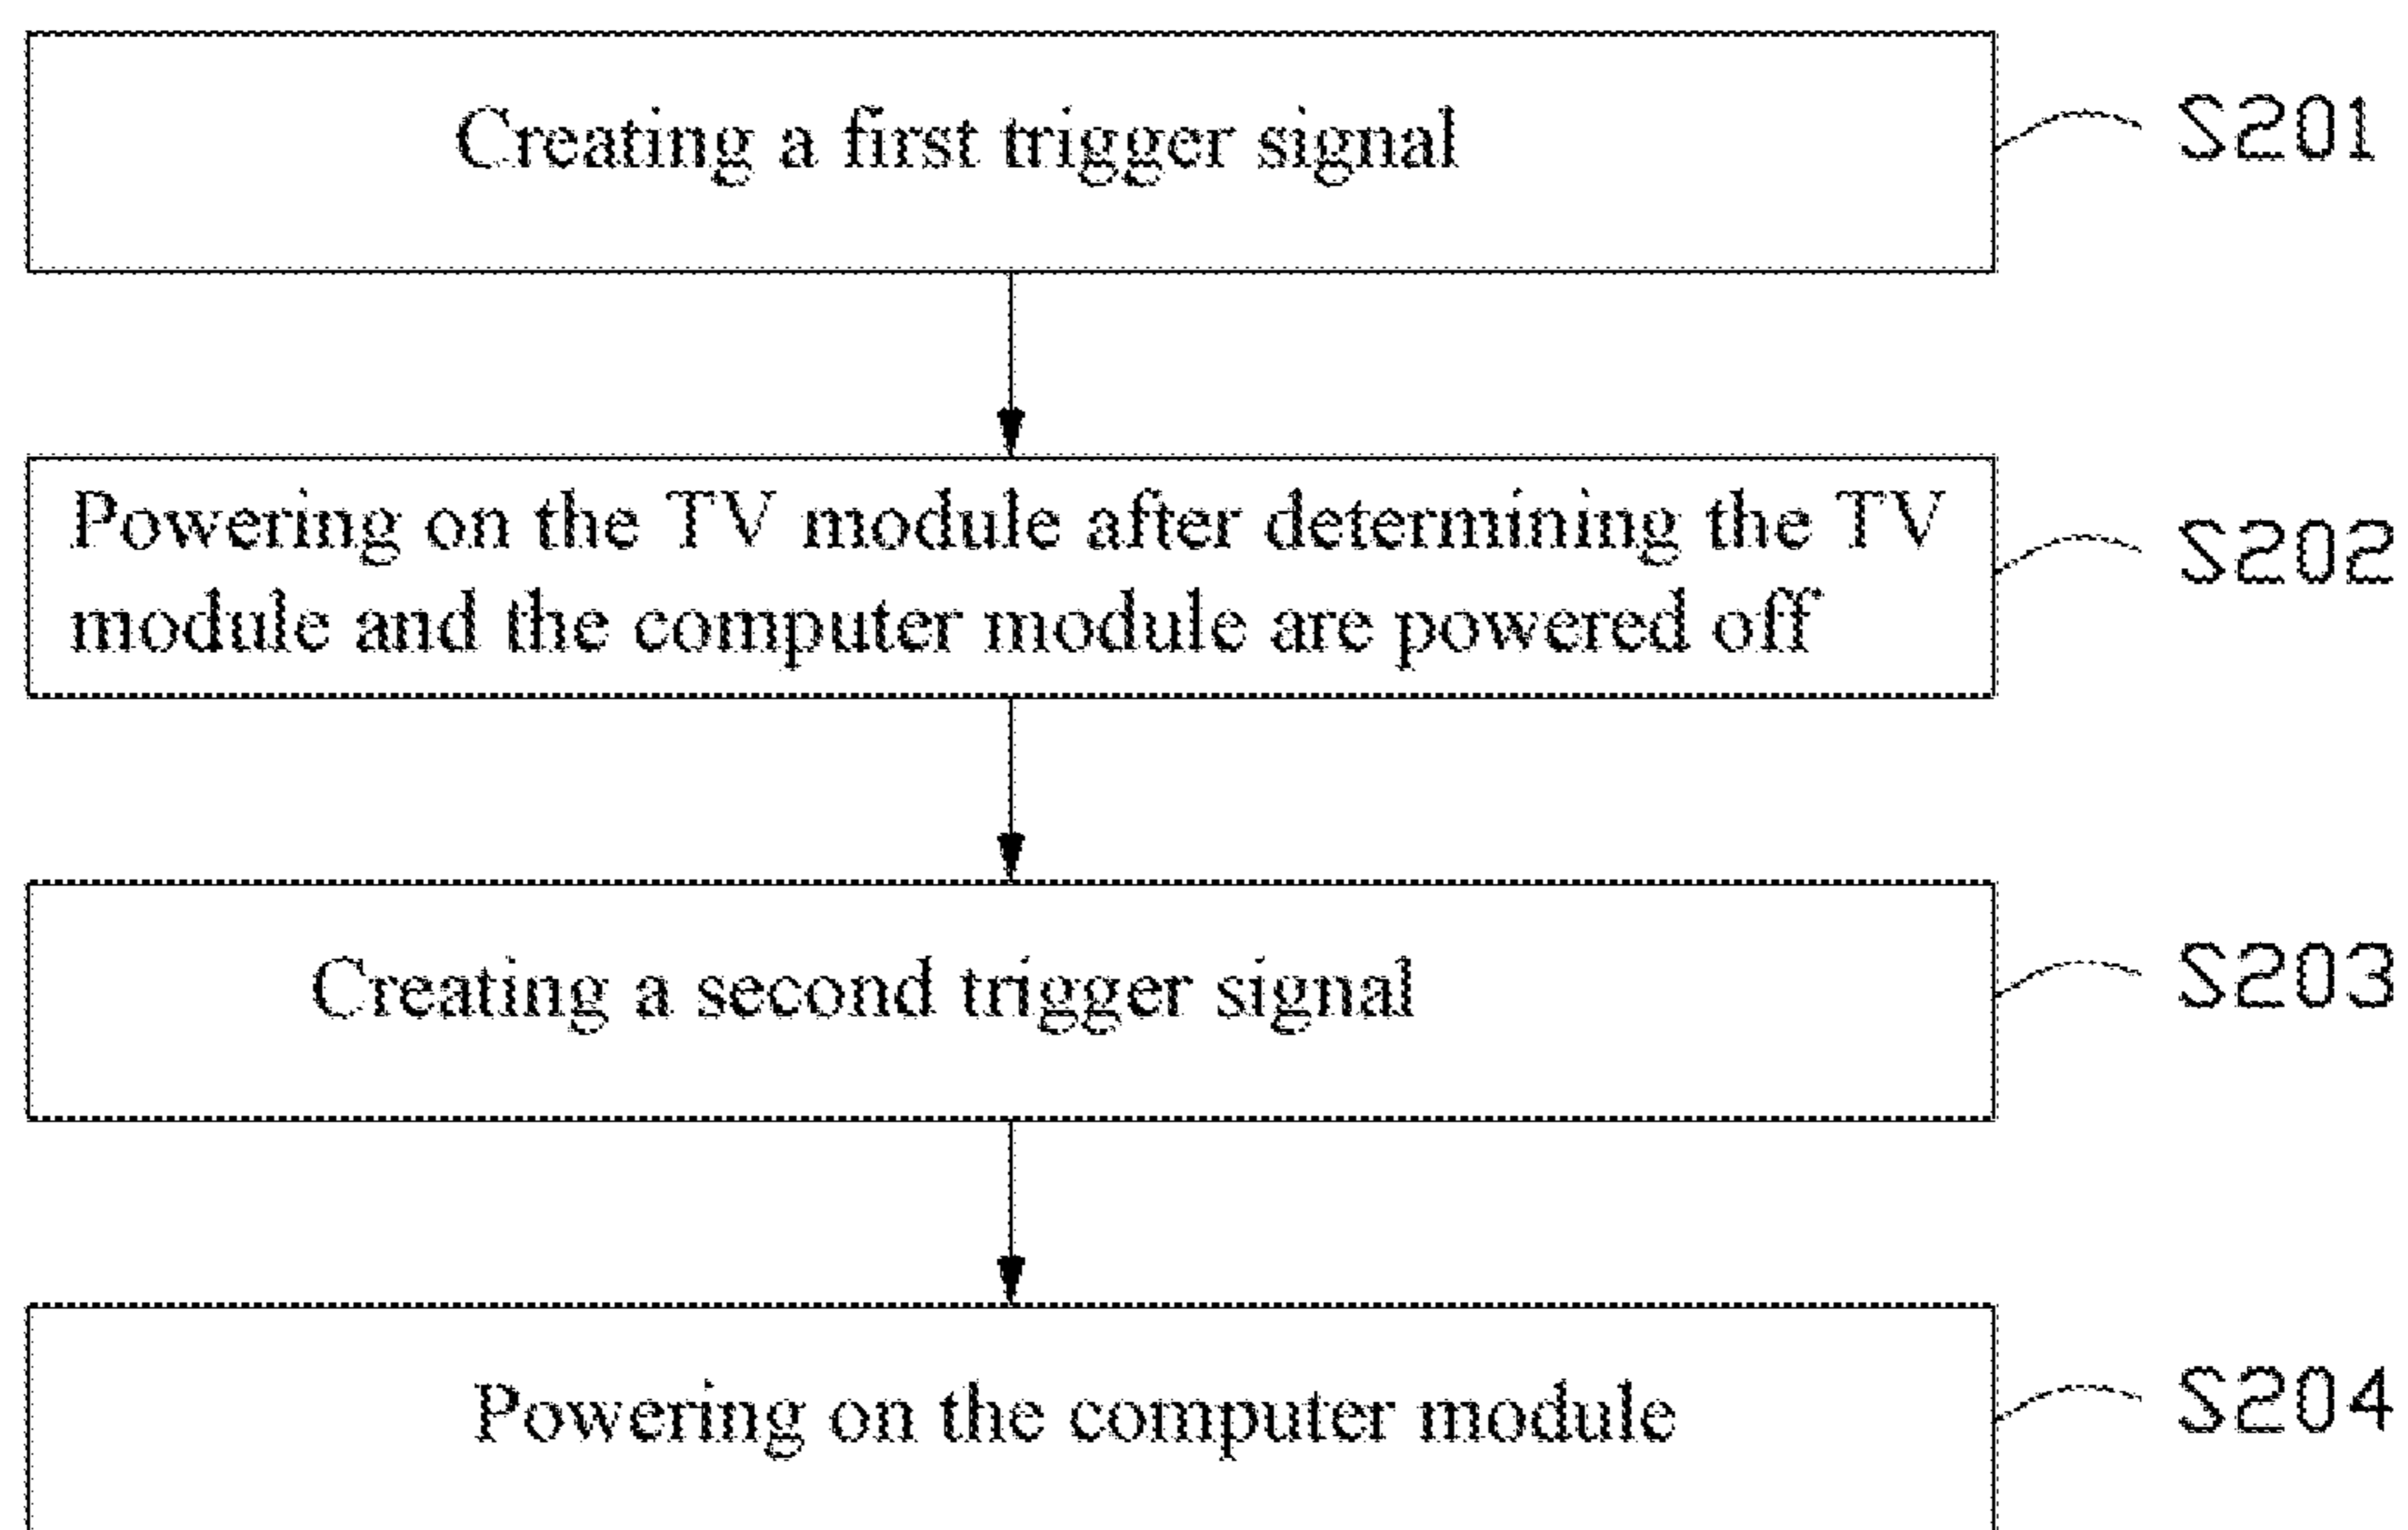 Creating a first trigger signal
S201
Powering on the TV module after determining the TV
module and the computer module are powered off
S202
Creating a second trigger signal
S203
Powering on the computer module
S204